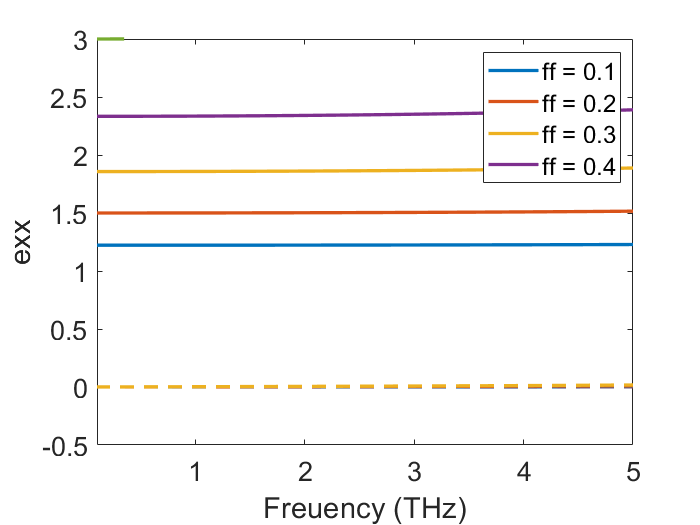 3
2.5
2
1.5
1
0.5
0
-0.5
exx
ff = 0.1
ff = 0.2
ff = 0.3
ff = 0.4
1 2 3 4 5
Freuency (THz)